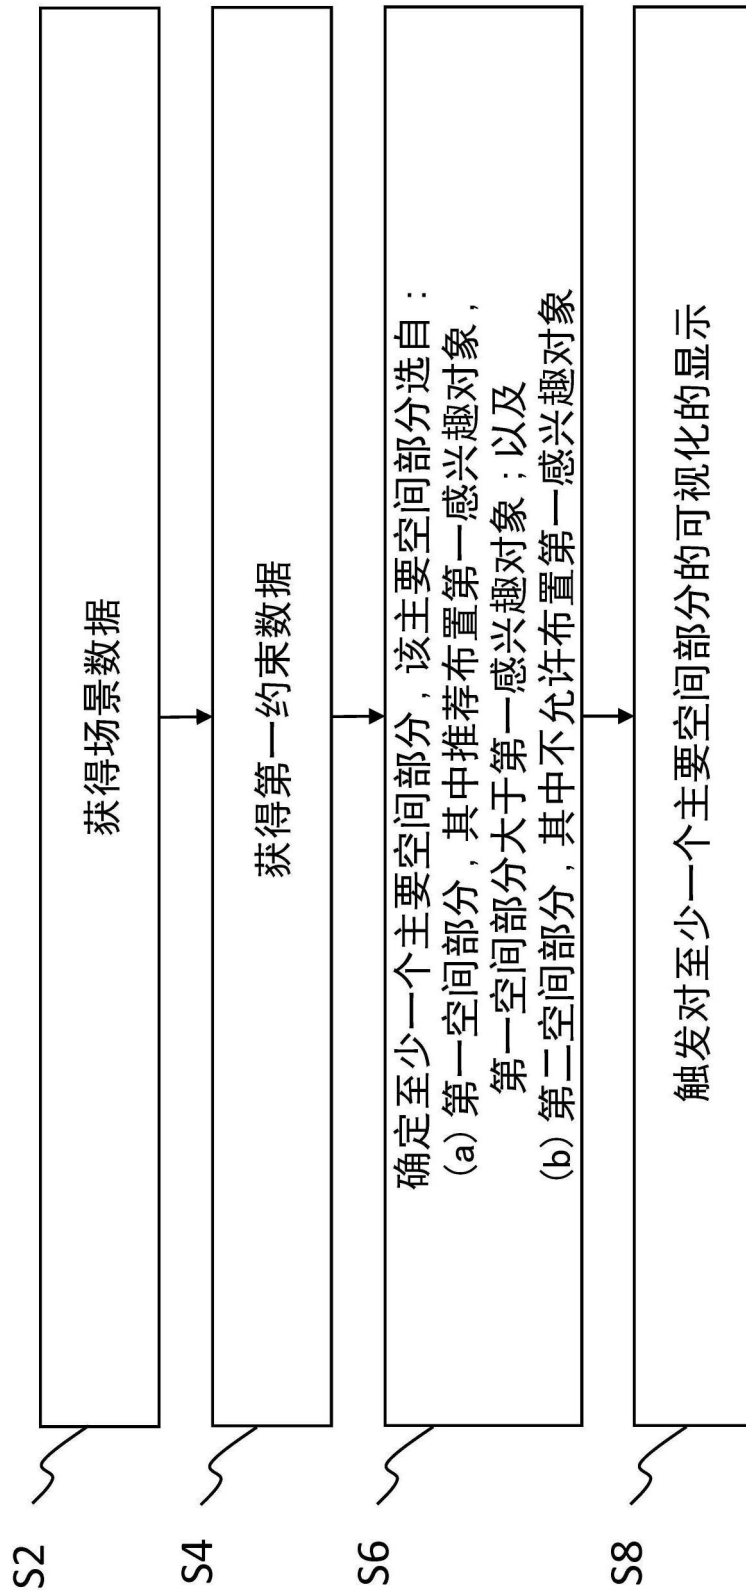 S2
获得场景数据
S4
获得第一约束数据
S6
确定至少一个主要空间部分，该主要空间部分选自：
(a) 第一空间部分，其中推荐布置第一感兴趣对象，
第一空间部分大于第一感兴趣对象；以及
(b) 第二空间部分，其中不允许布置第一感兴趣对象
S8
触发对至少一个主要空间部分的可视化的显示